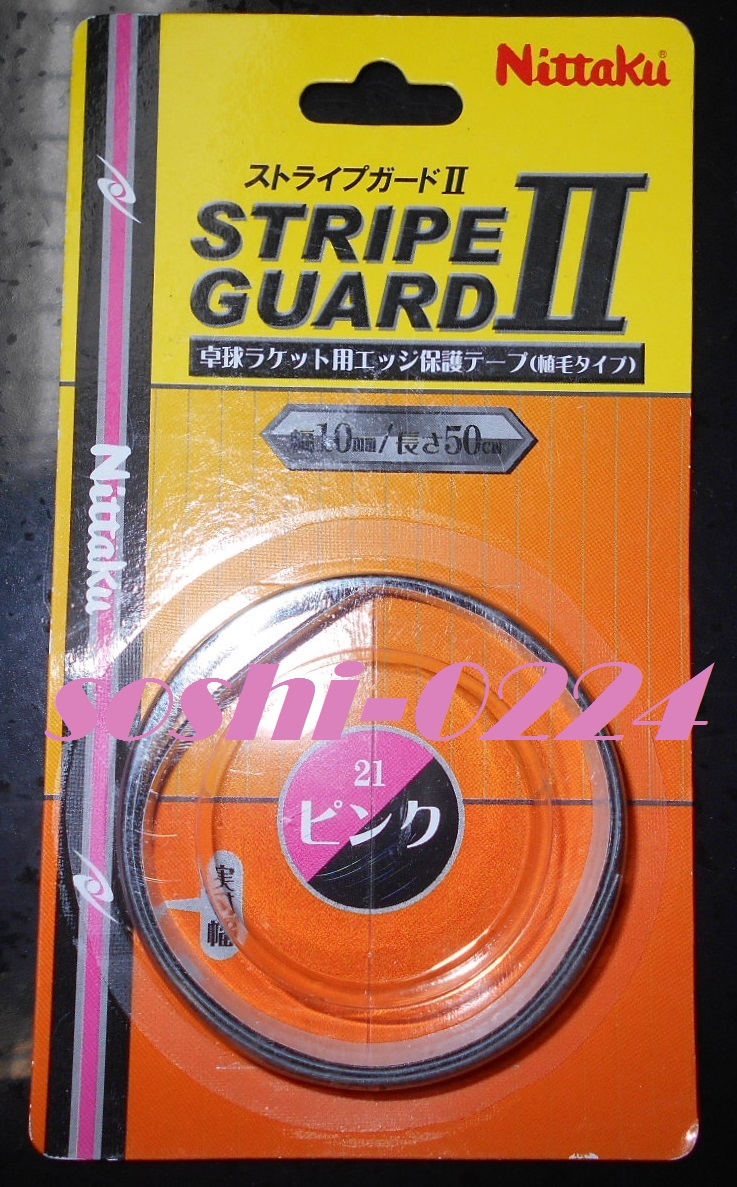 Nittaku®
ストライプガードⅡ
STRIPE
GUARD
Ⅱ
卓球ラケット用エッジ保護テープ(植毛タイプ)
幅10mm/長さ50cm
Nittaku
soshi-0224
21
ピンク